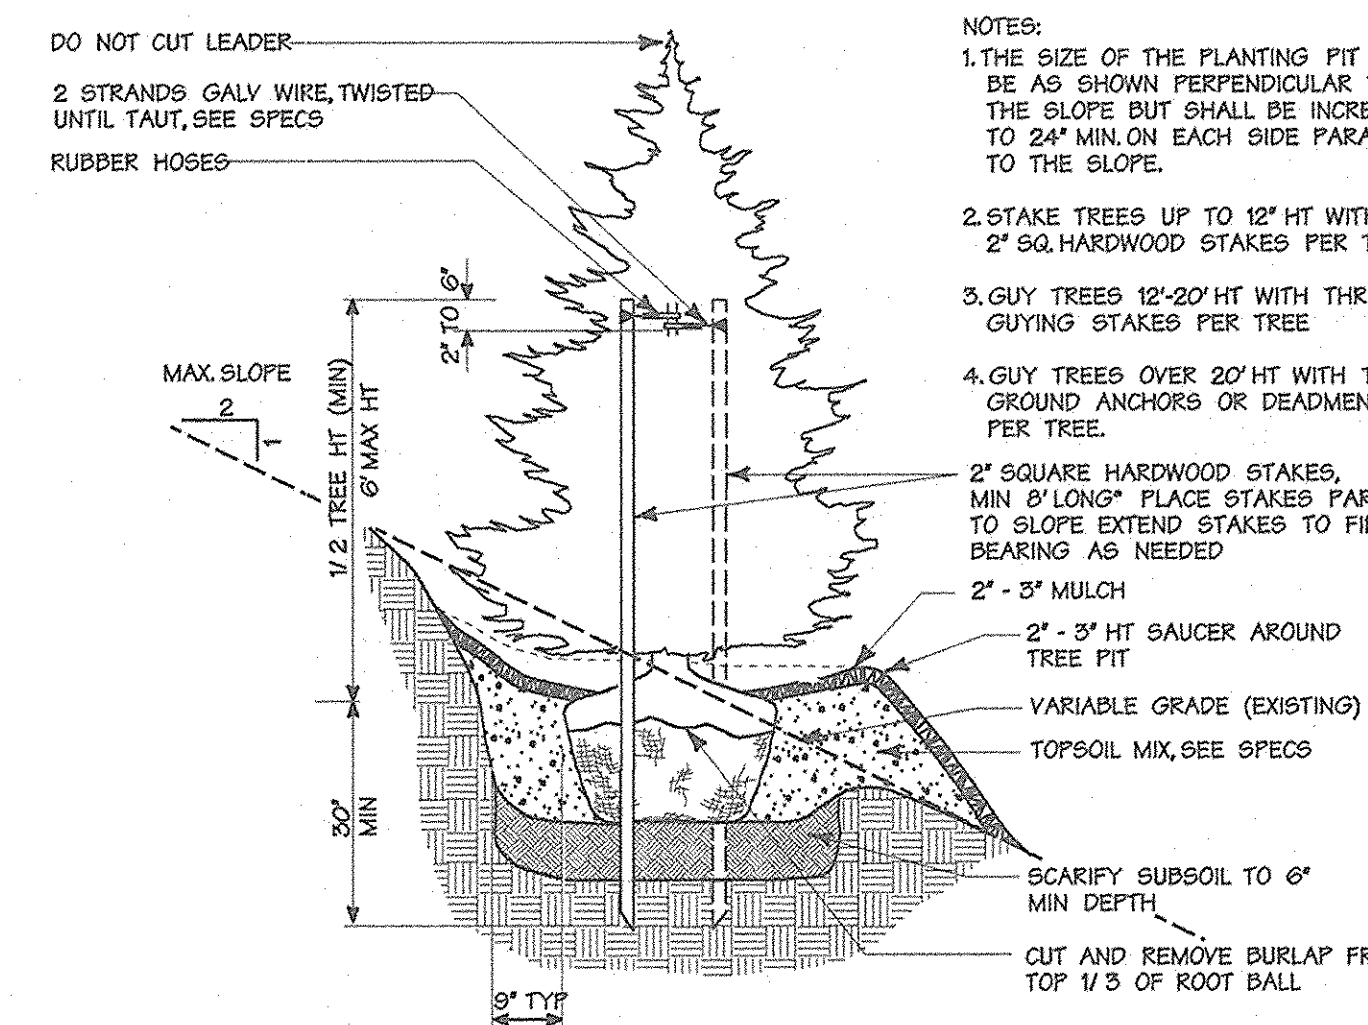 DO NOT CUT LEADER
2 STRANDS GALV WIRE, TWISTED
UNTIL TAUT, SEE SPECS
RUBBER HOSES
MAX. SLOPE
2
1
1/2 TREE HT (MIN)
6' MAX HT
2" TO 6"
30"
MIN
9" TYP
NOTES:
1. THE SIZE OF THE PLANTING PIT
BE AS SHOWN PERPENDICULAR
THE SLOPE BUT SHALL BE INCRE
TO 24" MIN. ON EACH SIDE PARA
TO THE SLOPE.
2. STAKE TREES UP TO 12" HT WITH
2" SQ. HARDWOOD STAKES PER T
3. GUY TREES 12'-20' HT WITH THR
GUYING STAKES PER TREE
4. GUY TREES OVER 20' HT WITH T
GROUND ANCHORS OR DEADMEN
PER TREE.
2" SQUARE HARDWOOD STAKES,
MIN 8' LONG" PLACE STAKES PAR
TO SLOPE EXTEND STAKES TO FI
BEARING AS NEEDED
2" - 3" MULCH
2" - 3" HT SAUCER AROUND
TREE PIT
VARIABLE GRADE (EXISTING)
TOPSOIL MIX, SEE SPECS
SCARIFY SUBSOIL TO 6"
MIN DEPTH
CUT AND REMOVE BURLAP FR
TOP 1/3 OF ROOT BALL